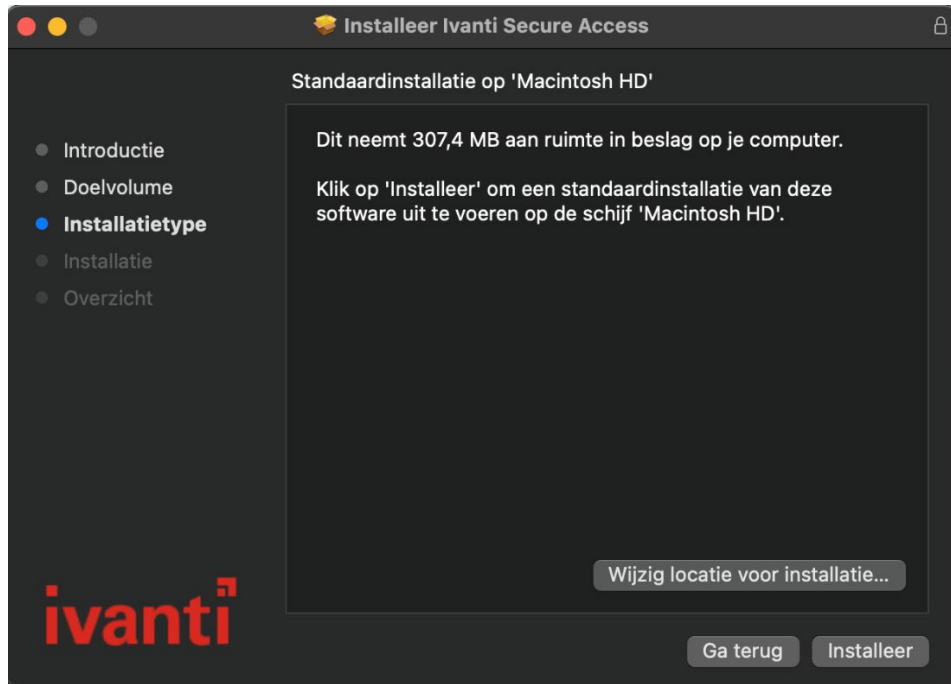 Installeer Ivanti Secure Access
Standaardinstallatie op 'Macintosh HD'
Introductie
Doelvolume
Installatietype
Installatie
Overzicht
Dit neemt 307,4 MB aan ruimte in beslag op je computer.
Klik op 'Installeer' om een standaardinstallatie van deze
software uit te voeren op de schijf 'Macintosh HD'.
Wijzig locatie voor installatie...
ivanti
Ga terug
Installeer